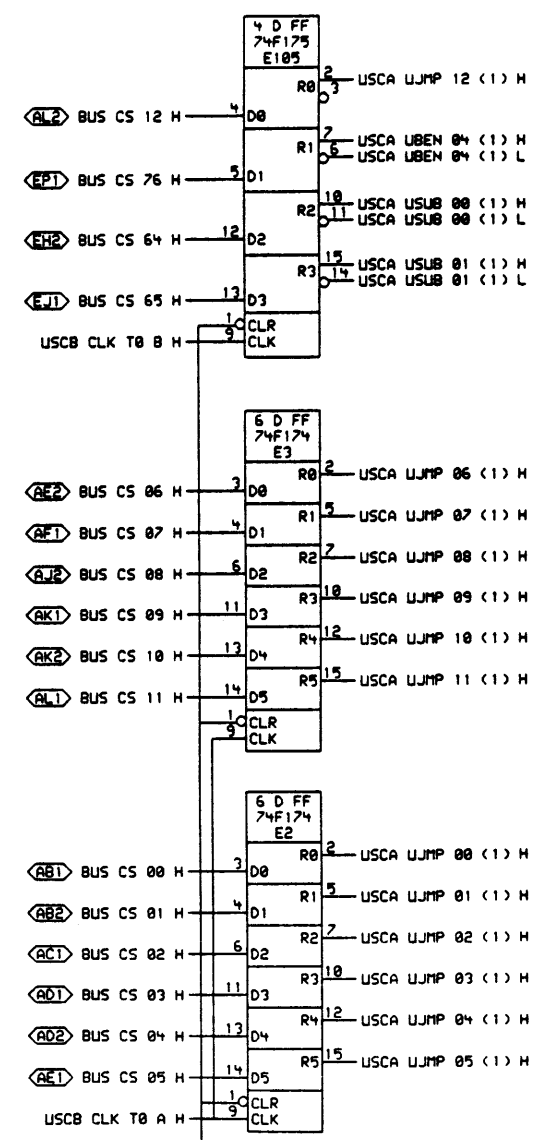 4 D FF
74F175
E105
R0 2 USCA UJMP 12 (1) H
3
AL2 BUS CS 12 H 4 D0
R1 7 USCA UBEN 04 (1) H
6 USCA UBEN 04 (1) L
EP1 BUS CS 76 H 5 D1
R2 10 USCA USUB 00 (1) H
11 USCA USUB 00 (1) L
EH2 BUS CS 64 H 12 D2
R3 15 USCA USUB 01 (1) H
14 USCA USUB 01 (1) L
EJ1 BUS CS 65 H 13 D3
1 CLR
USCB CLK T0 B H 9 CLK
6 D FF
74F174
E3
R0 2 USCA UJMP 06 (1) H
AE2 BUS CS 06 H 3 D0
R1 5 USCA UJMP 07 (1) H
AF1 BUS CS 07 H 4 D1
R2 7 USCA UJMP 08 (1) H
AJ2 BUS CS 08 H 6 D2
R3 10 USCA UJMP 09 (1) H
AK1 BUS CS 09 H 11 D3
R4 12 USCA UJMP 10 (1) H
AK2 BUS CS 10 H 13 D4
R5 15 USCA UJMP 11 (1) H
AL1 BUS CS 11 H 14 D5
1 CLR
9 CLK
6 D FF
74F174
E2
R0 2 USCA UJMP 00 (1) H
AB1 BUS CS 00 H 3 D0
R1 5 USCA UJMP 01 (1) H
AB2 BUS CS 01 H 4 D1
R2 7 USCA UJMP 02 (1) H
AC1 BUS CS 02 H 6 D2
R3 10 USCA UJMP 03 (1) H
AD1 BUS CS 03 H 11 D3
R4 12 USCA UJMP 04 (1) H
AD2 BUS CS 04 H 13 D4
R5 15 USCA UJMP 05 (1) H
AE1 BUS CS 05 H 14 D5
1 CLR
USCB CLK T0 A H 9 CLK